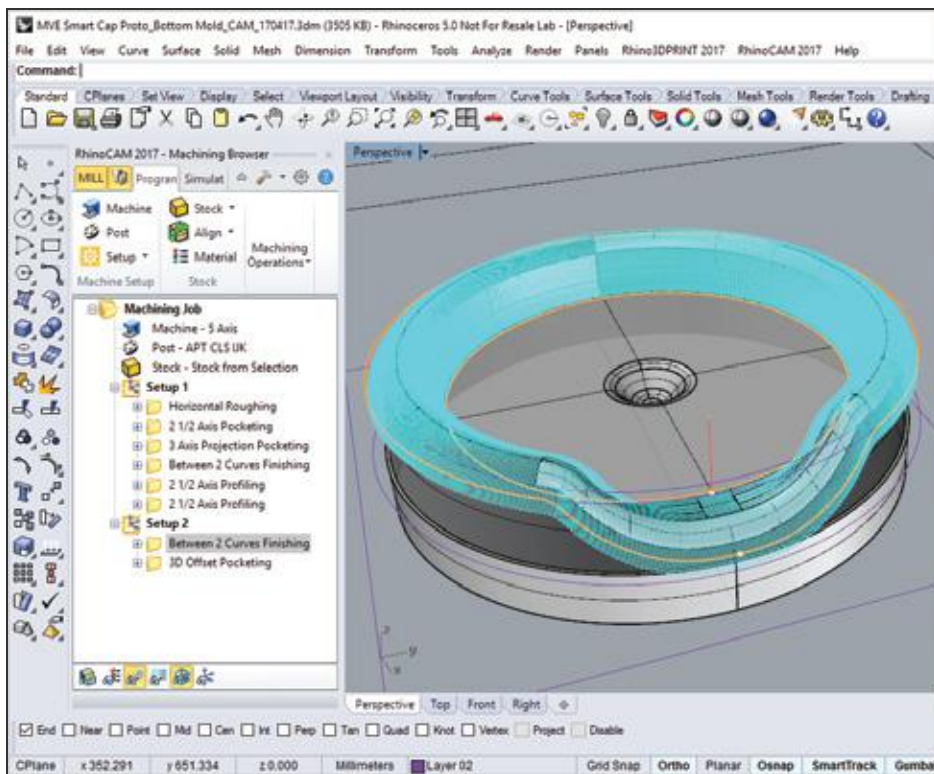 MVE Smart Cap Proto_Bottom Mold_CAM_170417.3dm (3505 KB) - Rhinoceros 5.0 Not For Resale Lab - [Perspective]
File Edit View Curve Surface Solid Mesh Dimension Transform Tools Analyze Render Panels Rhino3DPRINT 2017 RhinoCAM 2017 Help
Command:
Standard CPlanes Set View Display Select Viewport Layout Visibility Transform Curve Tools Surface Tools Solid Tools Mesh Tools Render Tools Drafting
RhinoCAM 2017 - Machining Browser
MILL Program Simulat
Machine Stock
Post Align
Setup Material
Machining
Operations
Machine Setup Stock
Machining Job
Machine - 5 Axis
Post - APT CLS UK
Stock - Stock from Selection
Setup 1
Horizontal Roughing
2 1/2 Axis Pocketing
3 Axis Projection Pocketing
Between 2 Curves Finishing
2 1/2 Axis Profiling
2 1/2 Axis Profiling
Setup 2
Between 2 Curves Finishing
3D Offset Pocketing
Perspective
z
y
x
Perspective Top Front Right
End Near Point Mid Cen Int Perp Tan Quad Knot Vertex Project Disable
CPlane x 352.291 y 651.334 z 0.000 Millimeters Layer 02 Grid Snap Ortho Planar Osnap SmartTrack Gumba